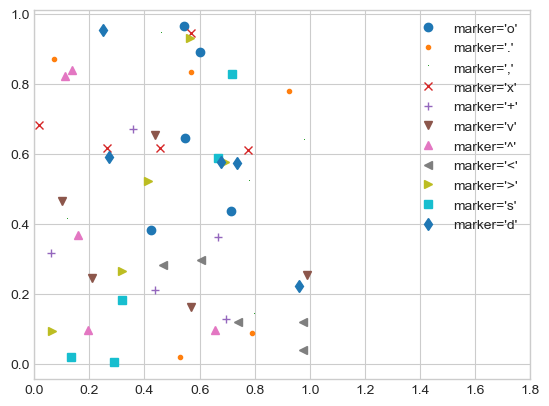 1.0
0.8
0.6
0.4
0.2
0.0
0.0 0.2 0.4 0.6 0.8 1.0 1.2 1.4 1.6 1.8
marker='o'
marker='.'
marker=','
marker='x'
marker='+'
marker='v'
marker='^'
marker='<'
marker='>'
marker='s'
marker='d'